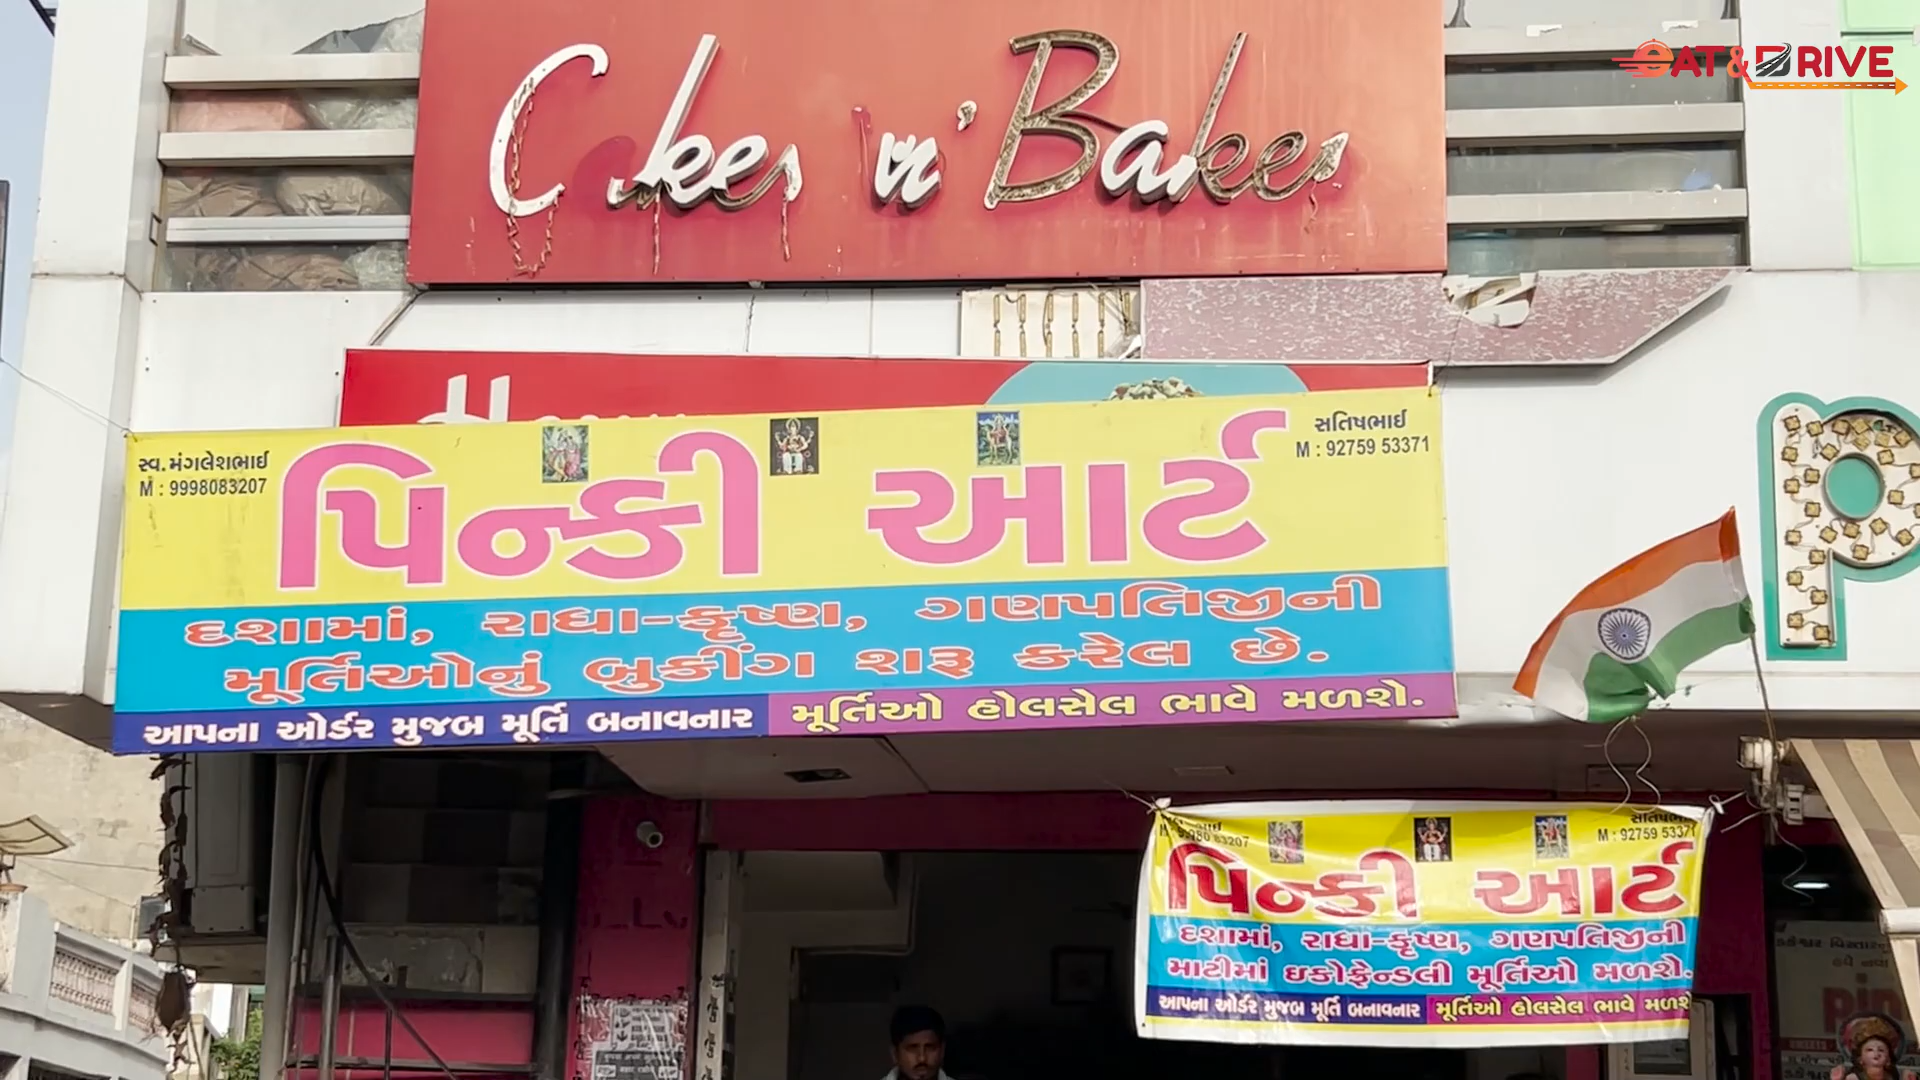 Cakes n' Bakes
EAT & DRIVE
સ્વ. મંગલેશભાઈ
M : 9998083207
પિન્કી આર્ટ
સતિષભાઈ
M : 92759 53371
દશામાં, રાધા-કૃષ્ણ, ગણપતિજીની
મૂર્તિઓનું બુકીંગ શરૂ કરેલ છે.
આપના ઓર્ડર મુજબ મૂર્તિ બનાવનાર
મૂર્તિઓ હોલસેલ ભાવે મળશે.
p
સતિષભા
M : 92759 53371
પિન્કી આર્ટ
દશામાં, રાધા-કૃષ્ણ, ગણપતિજીની
માટીમાં ઇકોફ્રેન્ડલી મૂર્તિઓ મળશે.
આપના ઓર્ડર મુજબ મૂર્તિ બનાવનાર
મૂર્તિઓ હોલસેલ ભાવે મળશે